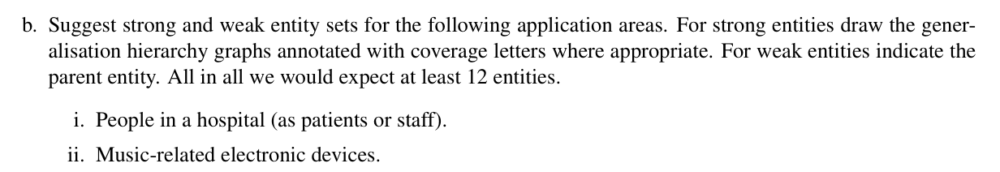 b. Suggest strong and weak entity sets for the following application areas. For strong entities draw the gener-
alisation hierarchy graphs annotated with coverage letters where appropriate. For weak entities indicate the
parent entity. All in all we would expect at least 12 entities.
i. People in a hospital (as patients or staff).
ii. Music-related electronic devices.